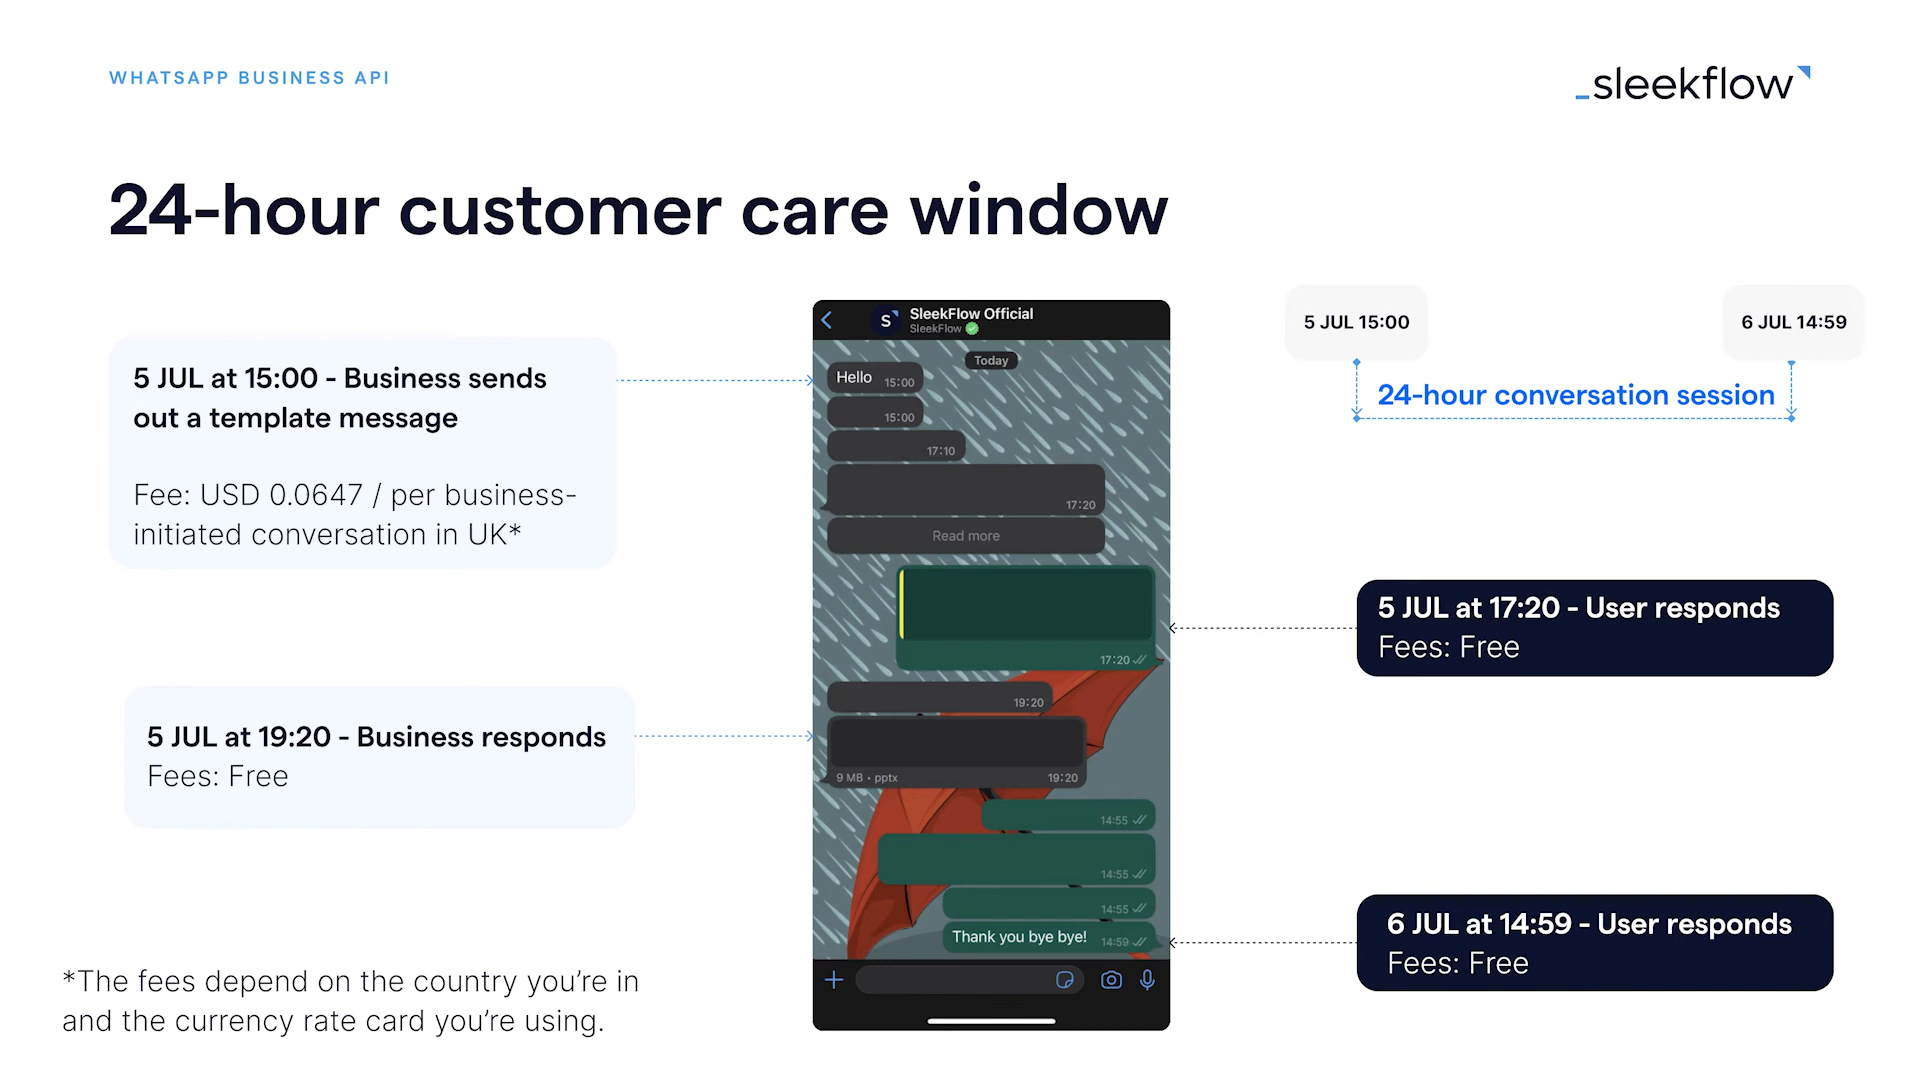 WHATSAPP BUSINESS API
_sleekflow
24-hour customer care window
5 JUL at 15:00 - Business sends
out a template message
Fee: USD 0.0647 / per business-
initiated conversation in UK*
5 JUL at 19:20 - Business responds
Fees: Free
*The fees depend on the country you're in
and the currency rate card you're using.
S
SleekFlow Official
SleekFlow
Today
Hello 15:00
15:00
17:10
17:20
Read more
17:20
19:20
9 MB • pptx 19:20
14:55
14:55
14:55
Thank you bye bye! 14:59
5 JUL 15:00
6 JUL 14:59
24-hour conversation session
5 JUL at 17:20 - User responds
Fees: Free
6 JUL at 14:59 - User responds
Fees: Free